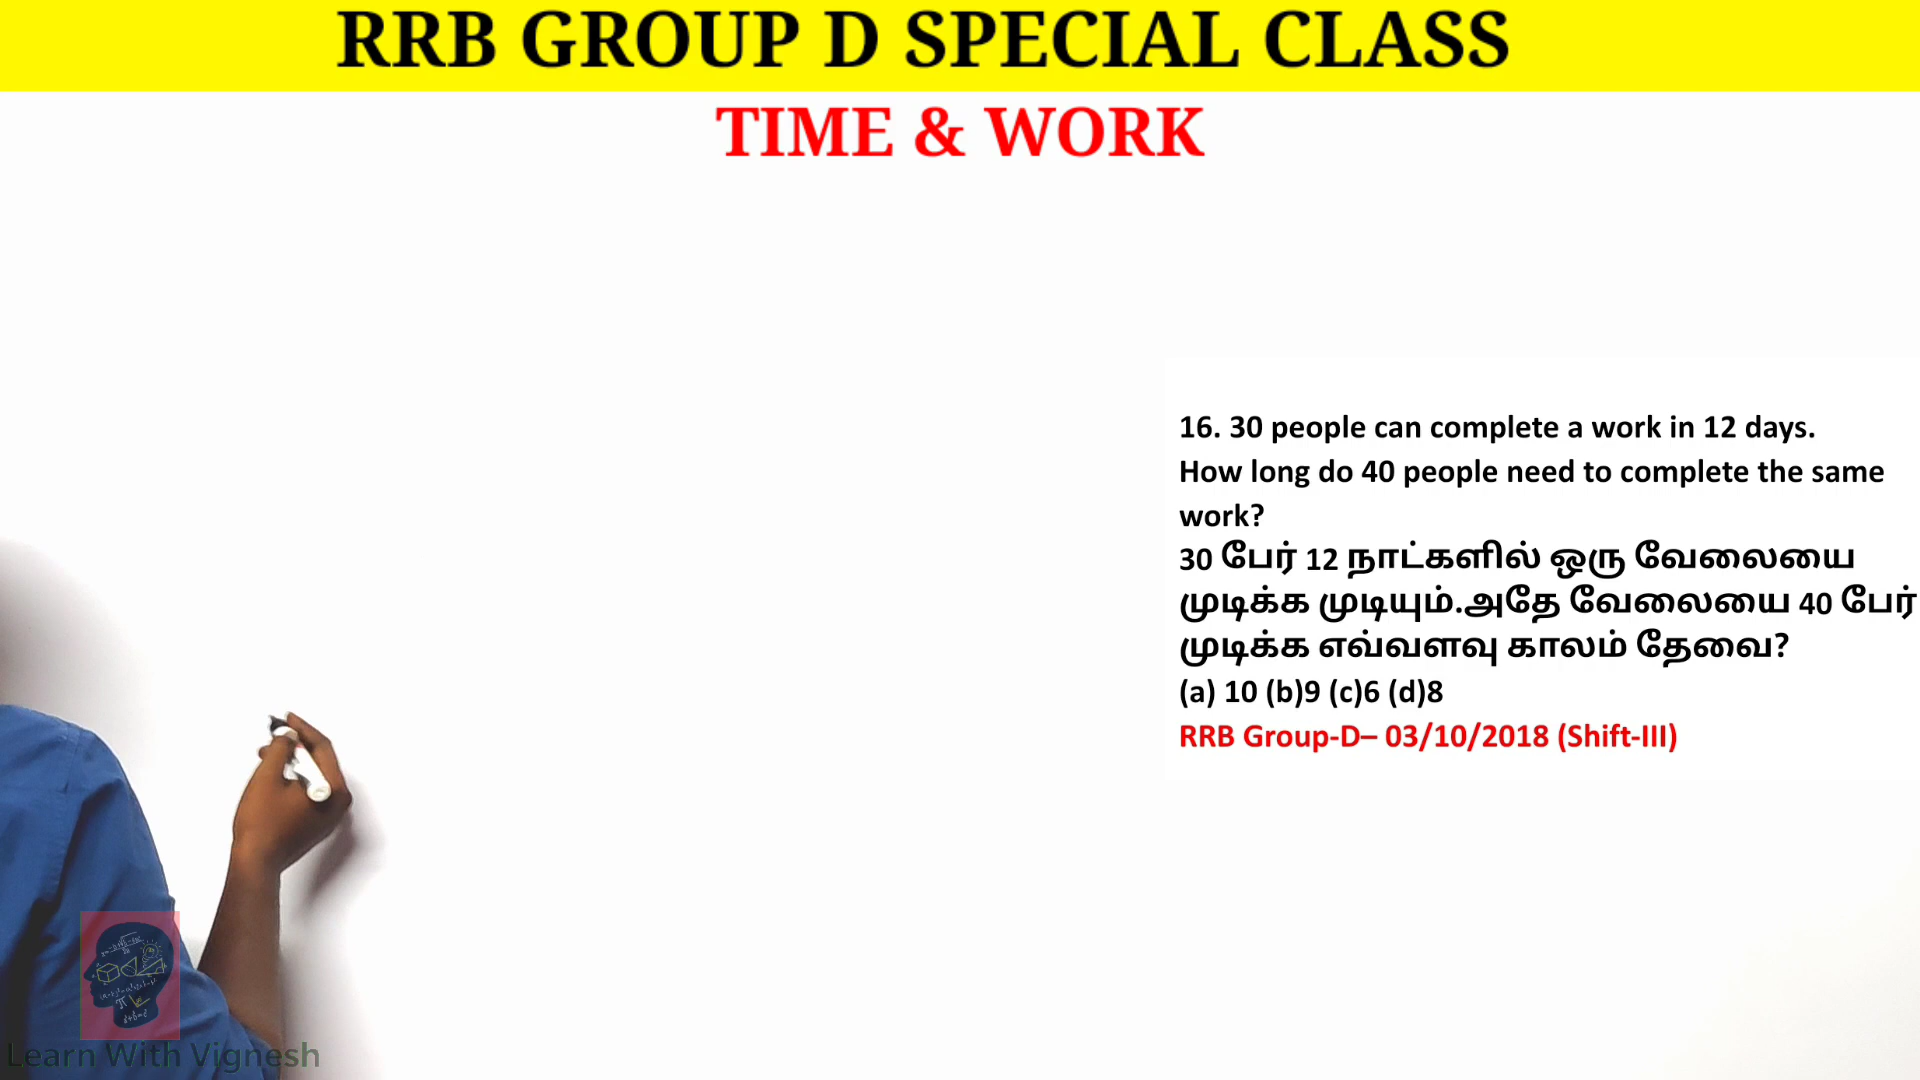 RRB GROUP D SPECIAL CLASS
TIME & WORK
16. 30 people can complete a work in 12 days.
How long do 40 people need to complete the same
work?
30 பேர் 12 நாட்களில் ஒரு வேலையை
முடிக்க முடியும்.அதே வேலையை 40 பேர்
முடிக்க எவ்வளவு காலம் தேவை?
(a) 10 (b)9 (c)6 (d)8
RRB Group-D– 03/10/2018 (Shift-III)
Learn With Vignesh